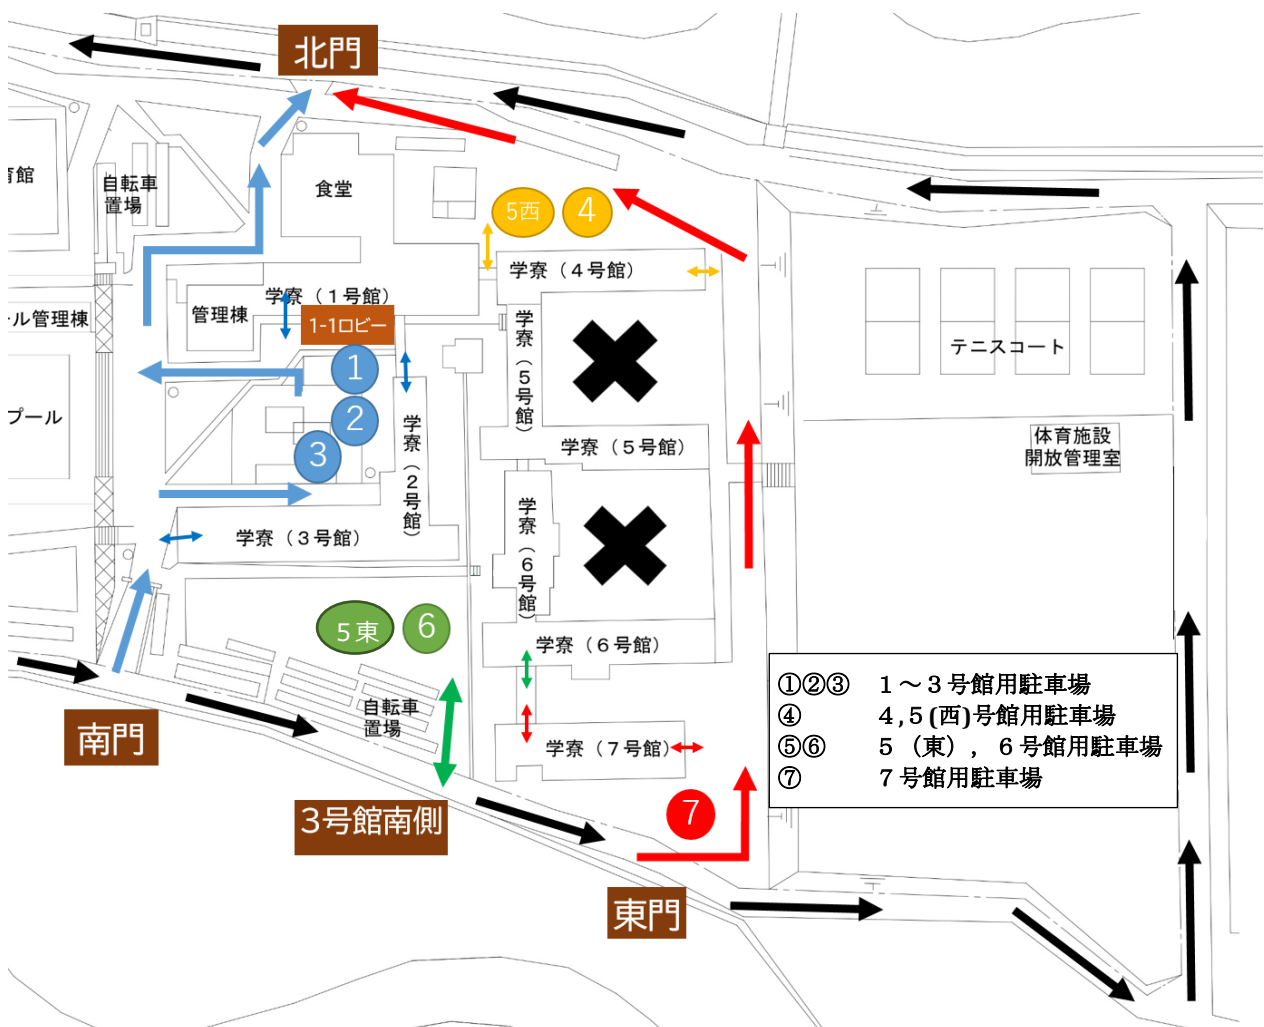 北門
育館
自転車
置場
食堂
5西
4
学寮（４号館）
学寮（１号館）
管理棟
1-1ロビー
ル管理棟
学寮（５号館）
テニスコート
1
プール
2
3
学寮（２号館）
学寮（５号館）
体育施設
開放管理室
学寮（３号館）
学寮（６号館）
５東
6
学寮（６号館）
自転車
置場
南門
学寮（７号館）
①②③　１～３号館用駐車場
④　４,５(西)号館用駐車場
⑤⑥　５（東），６号館用駐車場
⑦　７号館用駐車場
3号館南側
7
東門